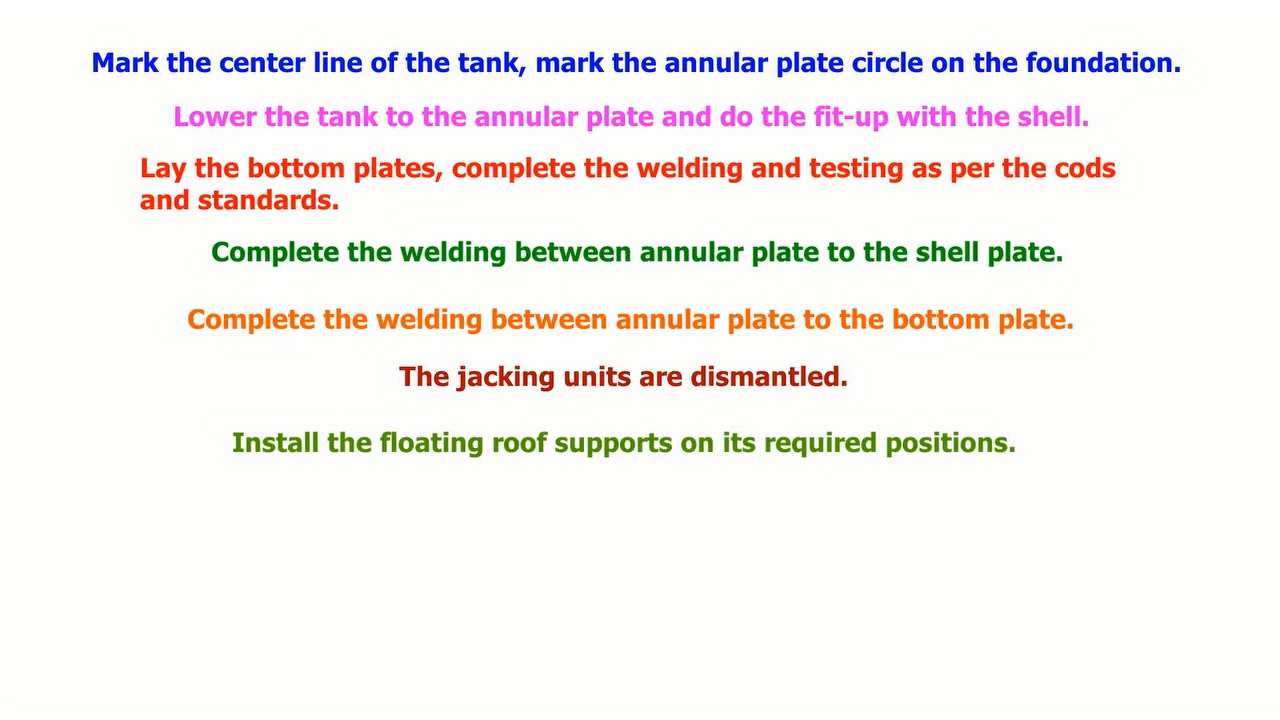 Mark the center line of the tank, mark the annular plate circle on the foundation.
Lower the tank to the annular plate and do the fit-up with the shell.
Lay the bottom plates, complete the welding and testing as per the cods
and standards.
Complete the welding between annular plate to the shell plate.
Complete the welding between annular plate to the bottom plate.
The jacking units are dismantled.
Install the floating roof supports on its required positions.